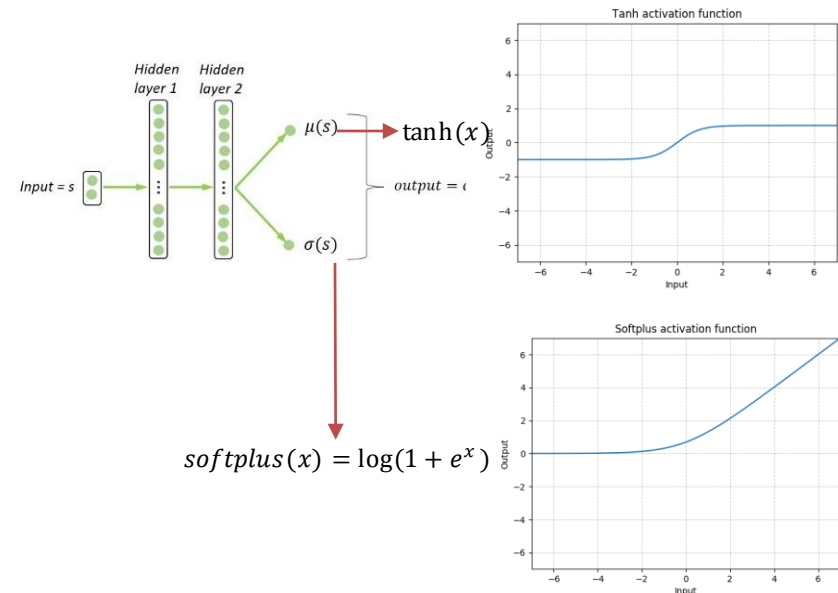 Hidden layer 1
Hidden layer 2
Input = s
μ(s)
tanh(x)
σ(s)
output =
softplus(x) = log(1 + eˣ)
Tanh activation function
Output
6
4
2
0
−2
−4
−6
−6 −4 −2 0 2 4 6
Input
Softplus activation function
Output
6
4
2
0
−2
−4
−6
−6 −4 −2 0 2 4 6
Input